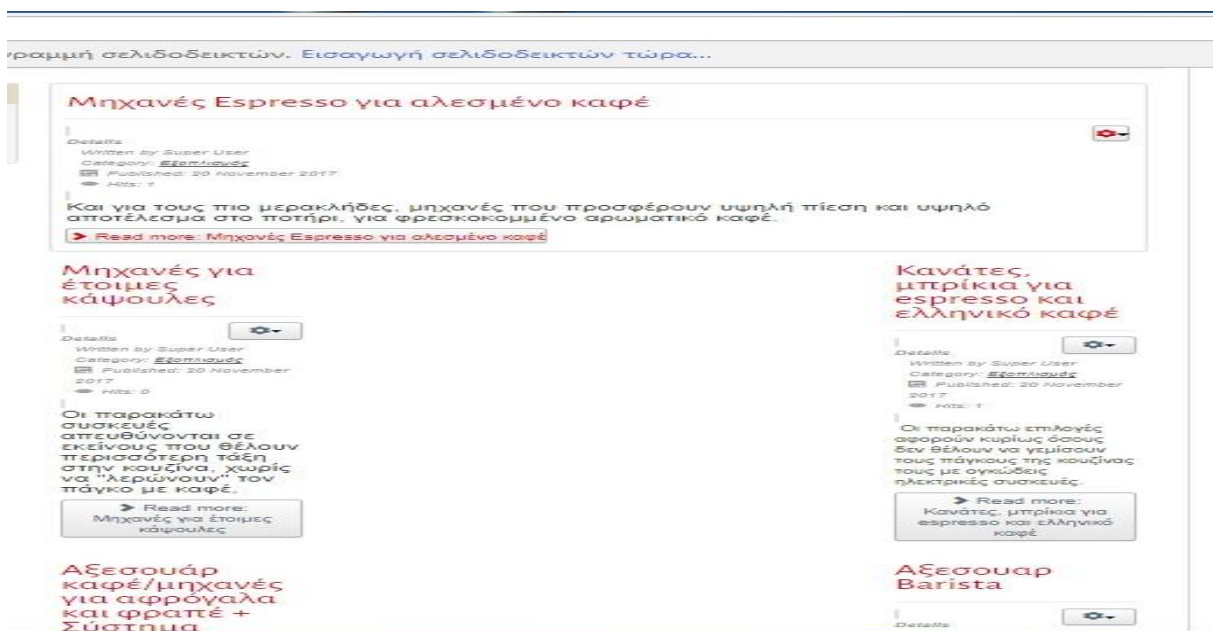 γραμμή σελιδοδεικτών. Εισαγωγή σελιδοδεικτών τώρα...
Μηχανές Espresso για αλεσμένο καφέ
Details
Written by Super User
Category: Εξοπλισμός
Published: 20 November 2017
Hits: 1
Και για τους πιο μερακλήδες, μηχανές που προσφέρουν υψηλή πίεση και υψηλό
αποτέλεσμα στο ποτήρι, για φρεσκοκομμένο αρωματικό καφέ.
Read more: Μηχανές Espresso για αλεσμένο καφέ
Μηχανές για
έτοιμες
κάψουλες
Details
Written by Super User
Category: Εξοπλισμός
Published: 20 November
2017
Hits: 0
Οι παρακάτω
συσκευές
απευθύνονται σε
εκείνους που θέλουν
περισσότερη τάξη
στην κουζίνα, χωρίς
να "λερώνουν" τον
πάγκο με καφέ.
Read more:
Μηχανές για έτοιμες
κάψουλες
Κανάτες,
μπρίκια για
espresso και
ελληνικό καφέ
Details
Written by Super User
Category: Εξοπλισμός
Published: 20 November
2017
Hits: 1
Οι παρακάτω επιλογές
αφορούν κυρίως όσους
δεν θέλουν να γεμίσουν
τους πάγκους της κουζίνας
τους με ογκώδεις
ηλεκτρικές συσκευές.
Read more:
Κανάτες, μπρίκια για
espresso και ελληνικό
καφέ
Αξεσουάρ
καφέ/μηχανές
για αφρόγαλα
και φραπέ +
Σύστημα
Αξεσουαρ
Barista
Details